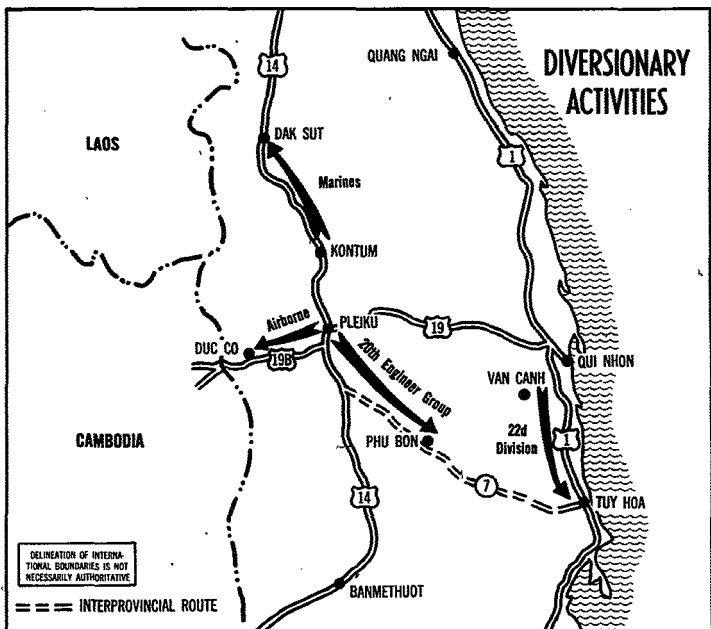 DIVERSIONARY
ACTIVITIES
QUANG NGAI
14
DAK SUT
LAOS
1
Marines
KONTUM
Airborne
PLEIKU
19
DUC CO
19B
20th Engineer Group
QUI NHON
VAN CANH
22d
Division
1
PHU BON
CAMBODIA
7
TUY HOA
14
DELINEATION OF INTERNA-
TIONAL BOUNDARIES IS NOT
NECESSARILY AUTHORITATIVE
BANMETHUOT
INTERPROVINCIAL ROUTE